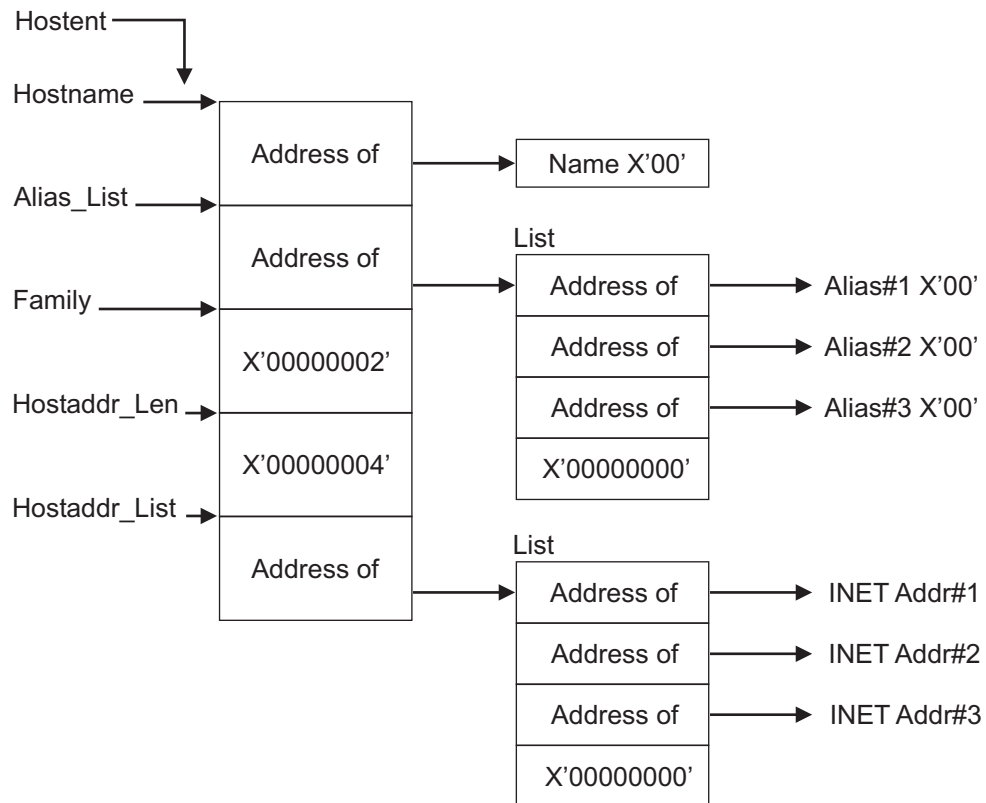 Hostent
Hostname
Address of
Name X’00’
Alias_List
List
Address of
Address of
Alias#1 X’00’
Family
Address of
Alias#2 X’00’
X’00000002’
Hostaddr_Len
Address of
Alias#3 X’00’
X’00000004’
X’00000000’
Hostaddr_List
List
Address of
Address of
INET Addr#1
Address of
INET Addr#2
Address of
INET Addr#3
X’00000000’